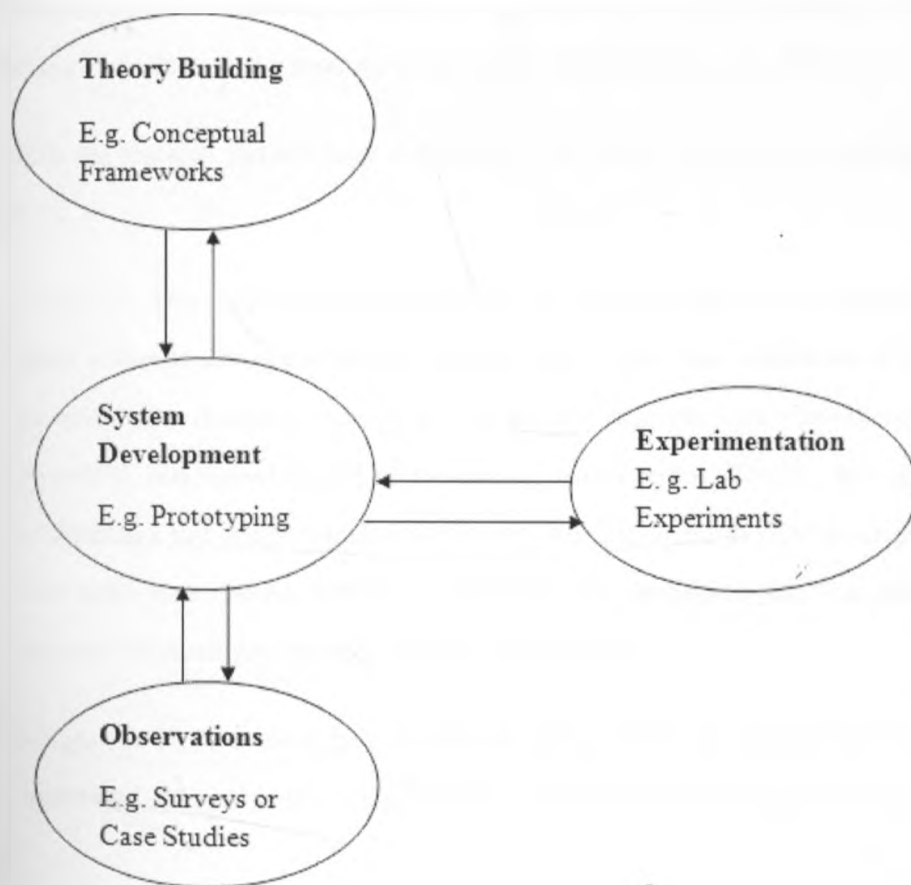 Theory Building
E.g. Conceptual
Frameworks
System
Development
E.g. Prototyping
Experimentation
E. g. Lab
Experiments
Observations
E.g. Surveys or
Case Studies